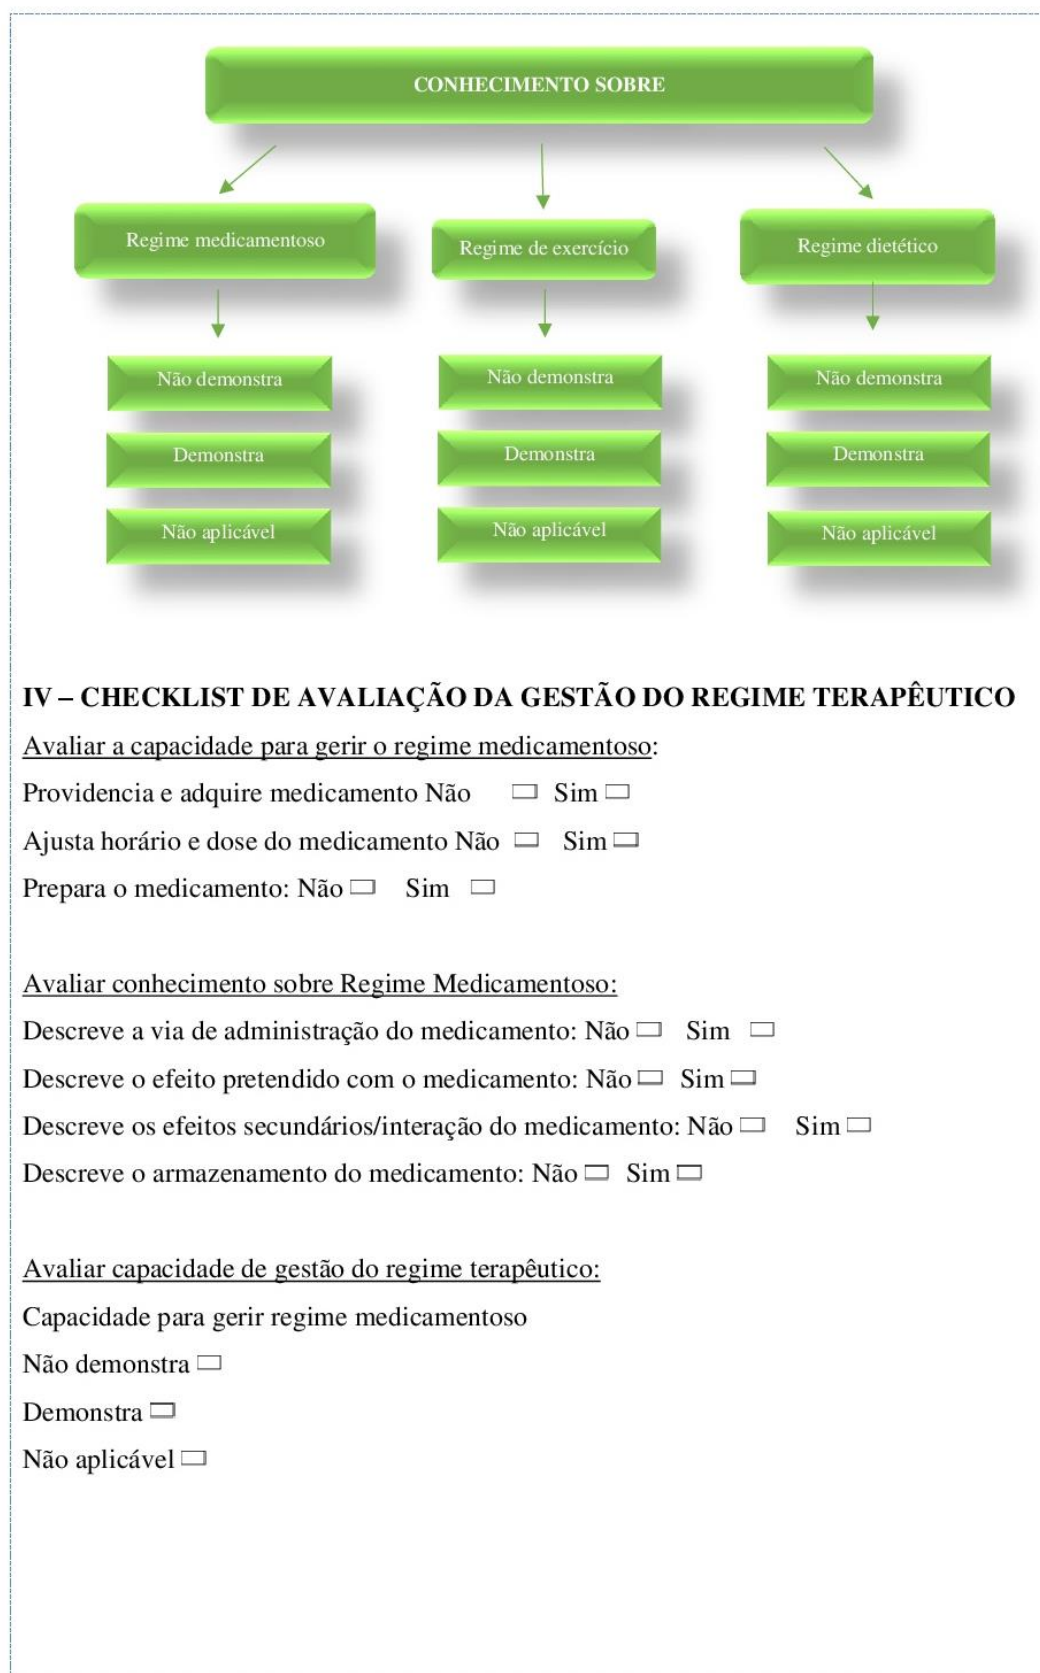 CONHECIMENTO SOBRE
Regime medicamentoso
Regime de exercício
Regime dietético
Não demonstra
Não demonstra
Não demonstra
Demonstra
Demonstra
Demonstra
Não aplicável
Não aplicável
Não aplicável
IV – CHECKLIST DE AVALIAÇÃO DA GESTÃO DO REGIME TERAPÊUTICO
Avaliar a capacidade para gerir o regime medicamentoso:
Providencia e adquire medicamento Não ☐ Sim ☐
Ajusta horário e dose do medicamento Não ☐ Sim ☐
Prepara o medicamento: Não ☐ Sim ☐
Avaliar conhecimento sobre Regime Medicamentoso:
Descreve a via de administração do medicamento: Não ☐ Sim ☐
Descreve o efeito pretendido com o medicamento: Não ☐ Sim ☐
Descreve os efeitos secundários/interação do medicamento: Não ☐ Sim ☐
Descreve o armazenamento do medicamento: Não ☐ Sim ☐
Avaliar capacidade de gestão do regime terapêutico:
Capacidade para gerir regime medicamentoso
Não demonstra ☐
Demonstra ☐
Não aplicável ☐